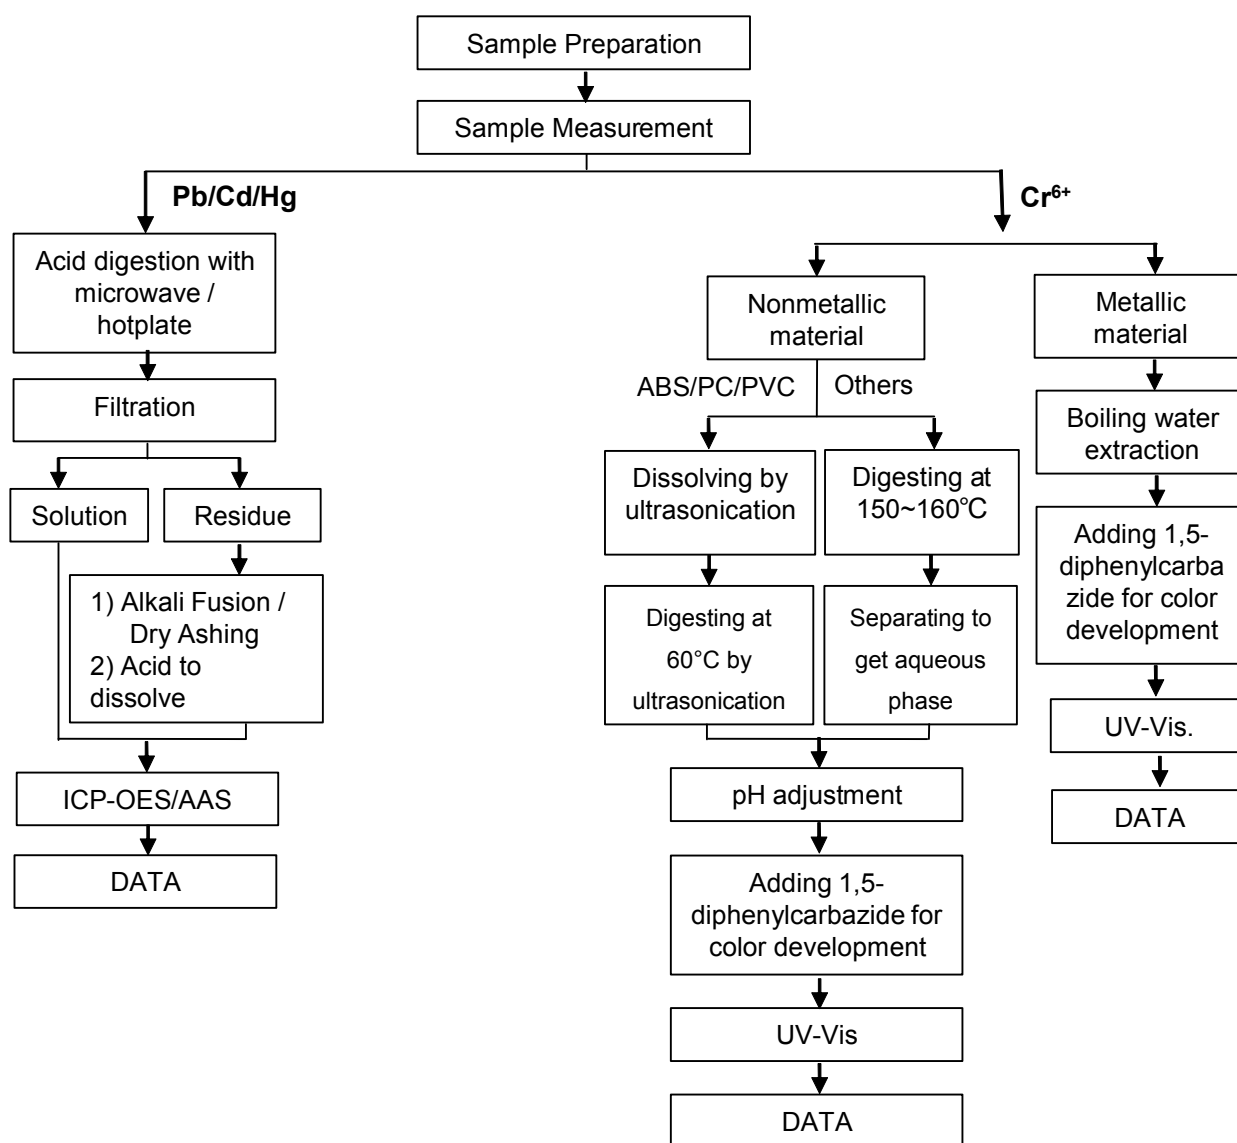 Sample Preparation
Sample Measurement
Pb/Cd/Hg
Cr⁶⁺
Acid digestion with
microwave /
hotplate
Filtration
Solution
Residue
1) Alkali Fusion /
Dry Ashing
2) Acid to
dissolve
ICP-OES/AAS
DATA
Nonmetallic
material
ABS/PC/PVC
Others
Dissolving by
ultrasonication
Digesting at
60°C by
ultrasonication
Digesting at
150~160℃
Separating to
get aqueous
phase
pH adjustment
Adding 1,5-
diphenylcarbazide for
color development
UV-Vis
DATA
Metallic
material
Boiling water
extraction
Adding 1,5-
diphenylcarba
zide for color
development
UV-Vis.
DATA